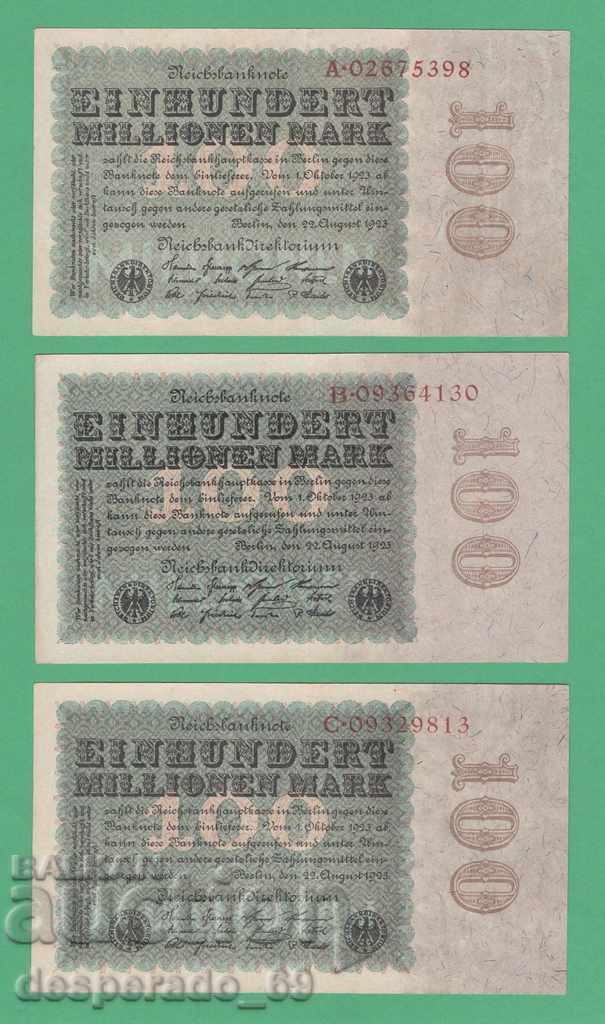 Reichsbanknote
A·02675398
EINHUNDERT
MILLIONEN MARK
zahlt die Reichsbankhauptkasse in Berlin gegen diese
Banknote dem Einlieferer. Vom 1. Oktober 1923 ab
kann diese Banknote aufgerufen und unter Um-
tausch gegen andere gesetzliche Zahlungsmittel ein-
gezogen werden Berlin, den 22. August 1923
Reichsbankdirektorium
100
Reichsbanknote
B·09364130
EINHUNDERT
MILLIONEN MARK
zahlt die Reichsbankhauptkasse in Berlin gegen diese
Banknote dem Einlieferer. Vom 1. Oktober 1923 ab
kann diese Banknote aufgerufen und unter Um-
tausch gegen andere gesetzliche Zahlungsmittel ein-
gezogen werden Berlin, den 22. August 1923
Reichsbankdirektorium
100
Reichsbanknote
C·09329813
EINHUNDERT
MILLIONEN MARK
zahlt die Reichsbankhauptkasse in Berlin gegen diese
Banknote dem Einlieferer. Vom 1. Oktober 1923 ab
kann diese Banknote aufgerufen und unter Um-
tausch gegen andere gesetzliche Zahlungsmittel ein-
gezogen werden Berlin, den 22. August 1923
Reichsbankdirektorium
100
desperado_69